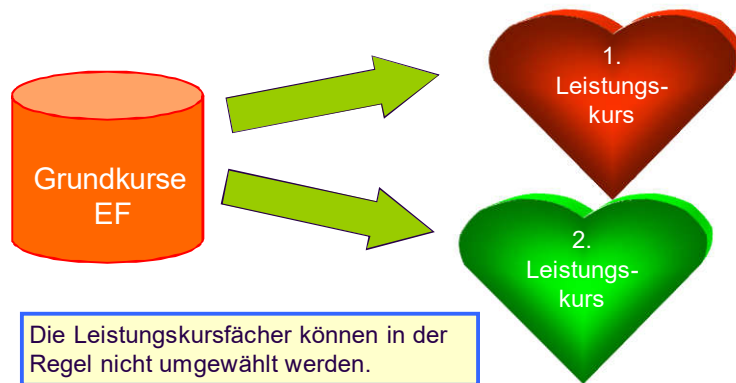 Grundkurse
EF
1.
Leistungs-
kurs
2.
Leistungs-
kurs
Die Leistungskursfächer können in der
Regel nicht umgewählt werden.